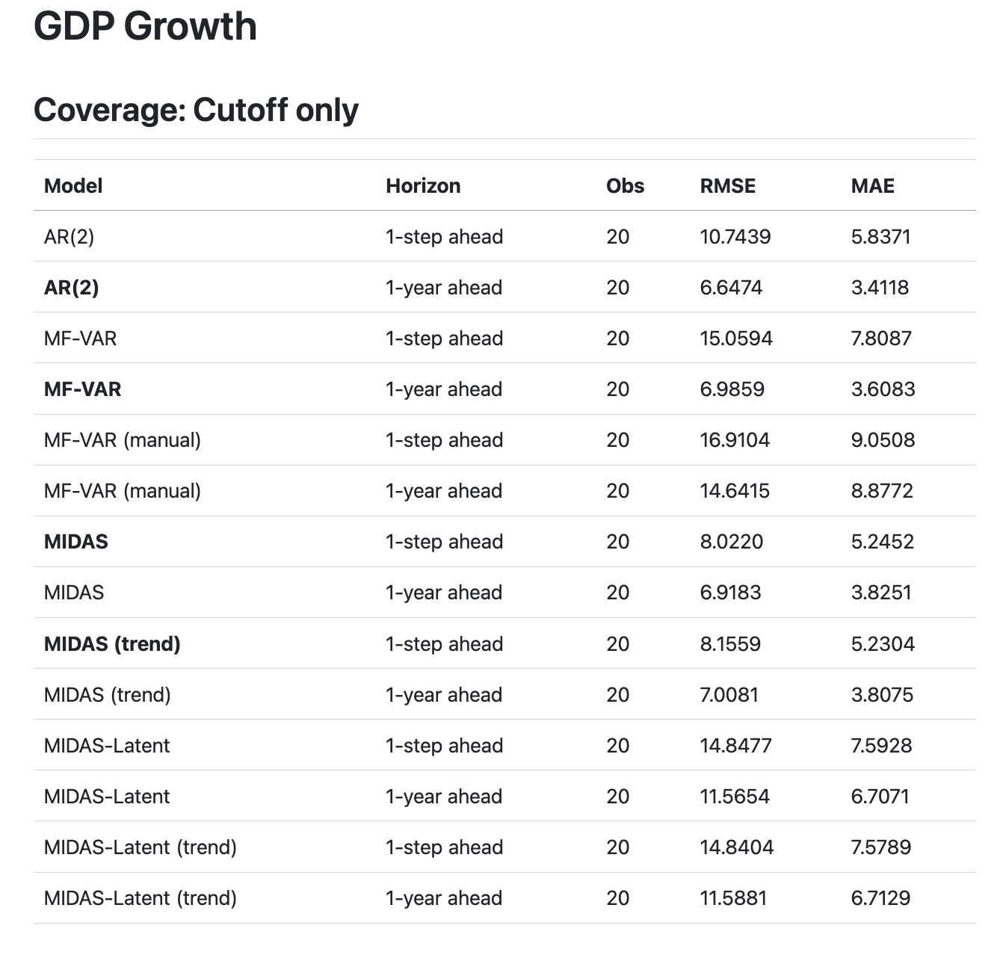 GDP Growth
Coverage: Cutoff only
Model Horizon Obs RMSE MAE
AR(2) 1-step ahead 20 10.7439 5.8371
AR(2) 1-year ahead 20 6.6474 3.4118
MF-VAR 1-step ahead 20 15.0594 7.8087
MF-VAR 1-year ahead 20 6.9859 3.6083
MF-VAR (manual) 1-step ahead 20 16.9104 9.0508
MF-VAR (manual) 1-year ahead 20 14.6415 8.8772
MIDAS 1-step ahead 20 8.0220 5.2452
MIDAS 1-year ahead 20 6.9183 3.8251
MIDAS (trend) 1-step ahead 20 8.1559 5.2304
MIDAS (trend) 1-year ahead 20 7.0081 3.8075
MIDAS-Latent 1-step ahead 20 14.8477 7.5928
MIDAS-Latent 1-year ahead 20 11.5654 6.7071
MIDAS-Latent (trend) 1-step ahead 20 14.8404 7.5789
MIDAS-Latent (trend) 1-year ahead 20 11.5881 6.7129